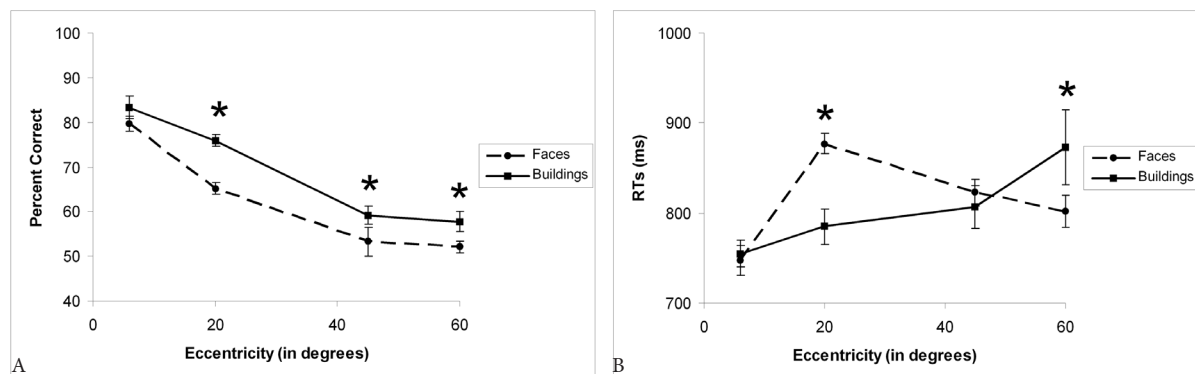 100
90
80
70
60
50
40
Percent Correct
0
20
40
60
Eccentricity (in degrees)
*
*
*
Faces
Buildings
A
1000
900
800
700
RTs (ms)
0
20
40
60
Eccentricity (in degrees)
*
*
Faces
Buildings
B